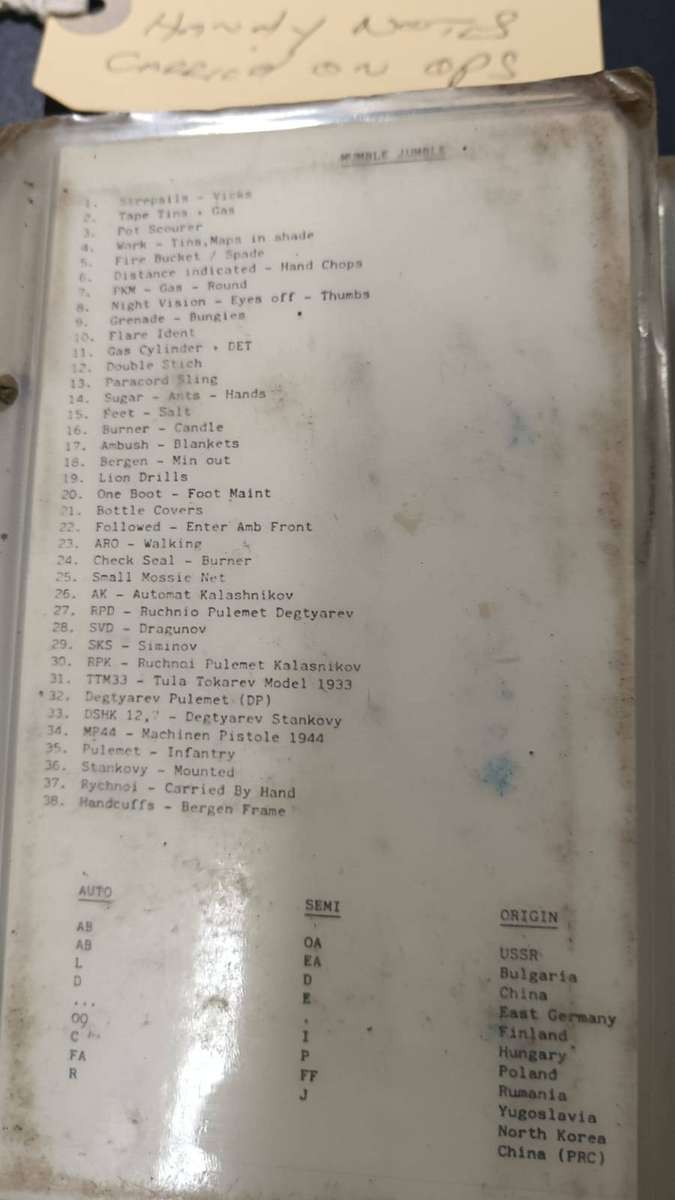 HANDY NOTES
CARRIED ON OPS
MUMBLE JUMBLE
1. Strepsils - Vicks
2. Tape Tins + Gas
3. Pot Scourer
4. Work - Tins,Maps in shade
5. Fire Bucket / Spade
6. Distance indicated - Hand Chops
7. PKM - Gas - Round
8. Night Vision - Eyes off - Thumbs
9. Grenade - Bungies
10. Flare Ident
11. Gas Cylinder + DET
12. Double Stich
13. Paracord Sling
14. Sugar - Ants - Hands
15. Feet - Salt
16. Burner - Candle
17. Ambush - Blankets
18. Bergen - Min out
19. Lion Drills
20. One Boot - Foot Maint
21. Bottle Covers
22. Followed - Enter Amb Front
23. ARO - Walking
24. Check Seal - Burner
25. Small Mossie Net
26. AK - Automat Kalashnikov
27. RPD - Ruchnio Pulemet Degtyarev
28. SVD - Dragunov
29. SKS - Siminov
30. RPK - Ruchnoi Pulemet Kalasnikov
31. TTM33 - Tula Tokarev Model 1933
32. Degtyarev Pulemet (DP)
33. DSHK 12,7 - Degtyarev Stankovy
34. MP44 - Machinen Pistole 1944
35. Pulemet - Infantry
36. Stankovy - Mounted
37. Rychnoi - Carried By Hand
38. Handcuffs - Bergen Frame
AUTO SEMI ORIGIN
AB OA USSR
AB EA Bulgaria
L D China
D E East Germany
... . Finland
09 I Hungary
C P Poland
FA FF Rumania
R J Yugoslavia
North Korea
China (PRC)